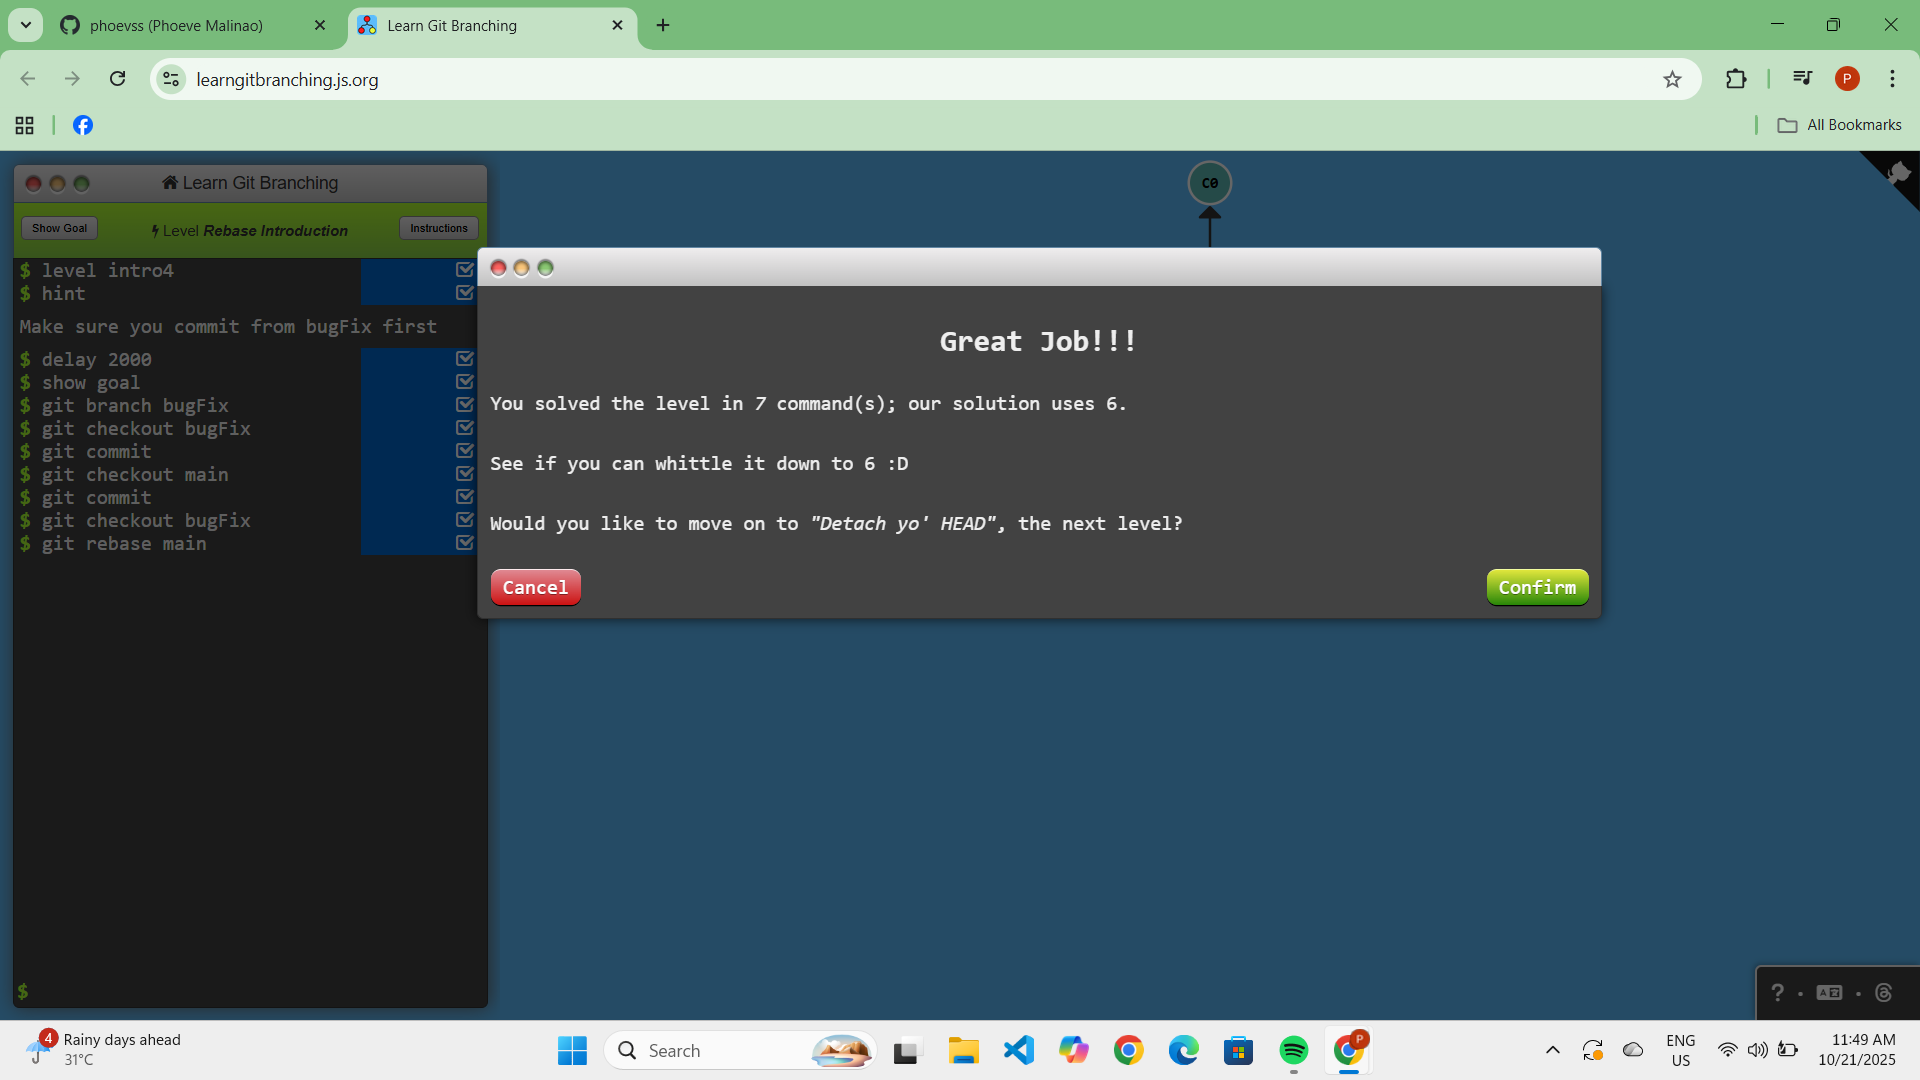 phoevss (Phoeve Malinao)
Learn Git Branching
learngitbranching.js.org
P
All Bookmarks
Learn Git Branching
Show Goal
Level Rebase Introduction
Instructions
$ level intro4
$ hint
Make sure you commit from bugFix first
$ delay 2000
$ show goal
$ git branch bugFix
$ git checkout bugFix
$ git commit
$ git checkout main
$ git commit
$ git checkout bugFix
$ git rebase main
$
C0
Great Job!!!
You solved the level in 7 command(s); our solution uses 6.
See if you can whittle it down to 6 :D
Would you like to move on to "Detach yo' HEAD", the next level?
Cancel
Confirm
?
4
Rainy days ahead
31°C
Search
P
ENG
US
11:49 AM
10/21/2025